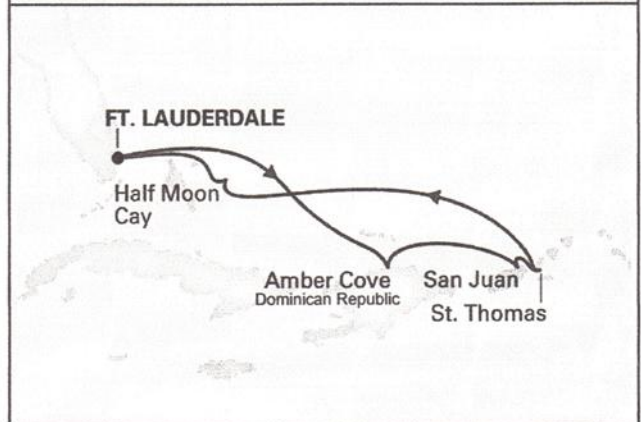 FT. LAUDERDALE
Half Moon
Cay
Amber Cove
Dominican Republic
San Juan
St. Thomas